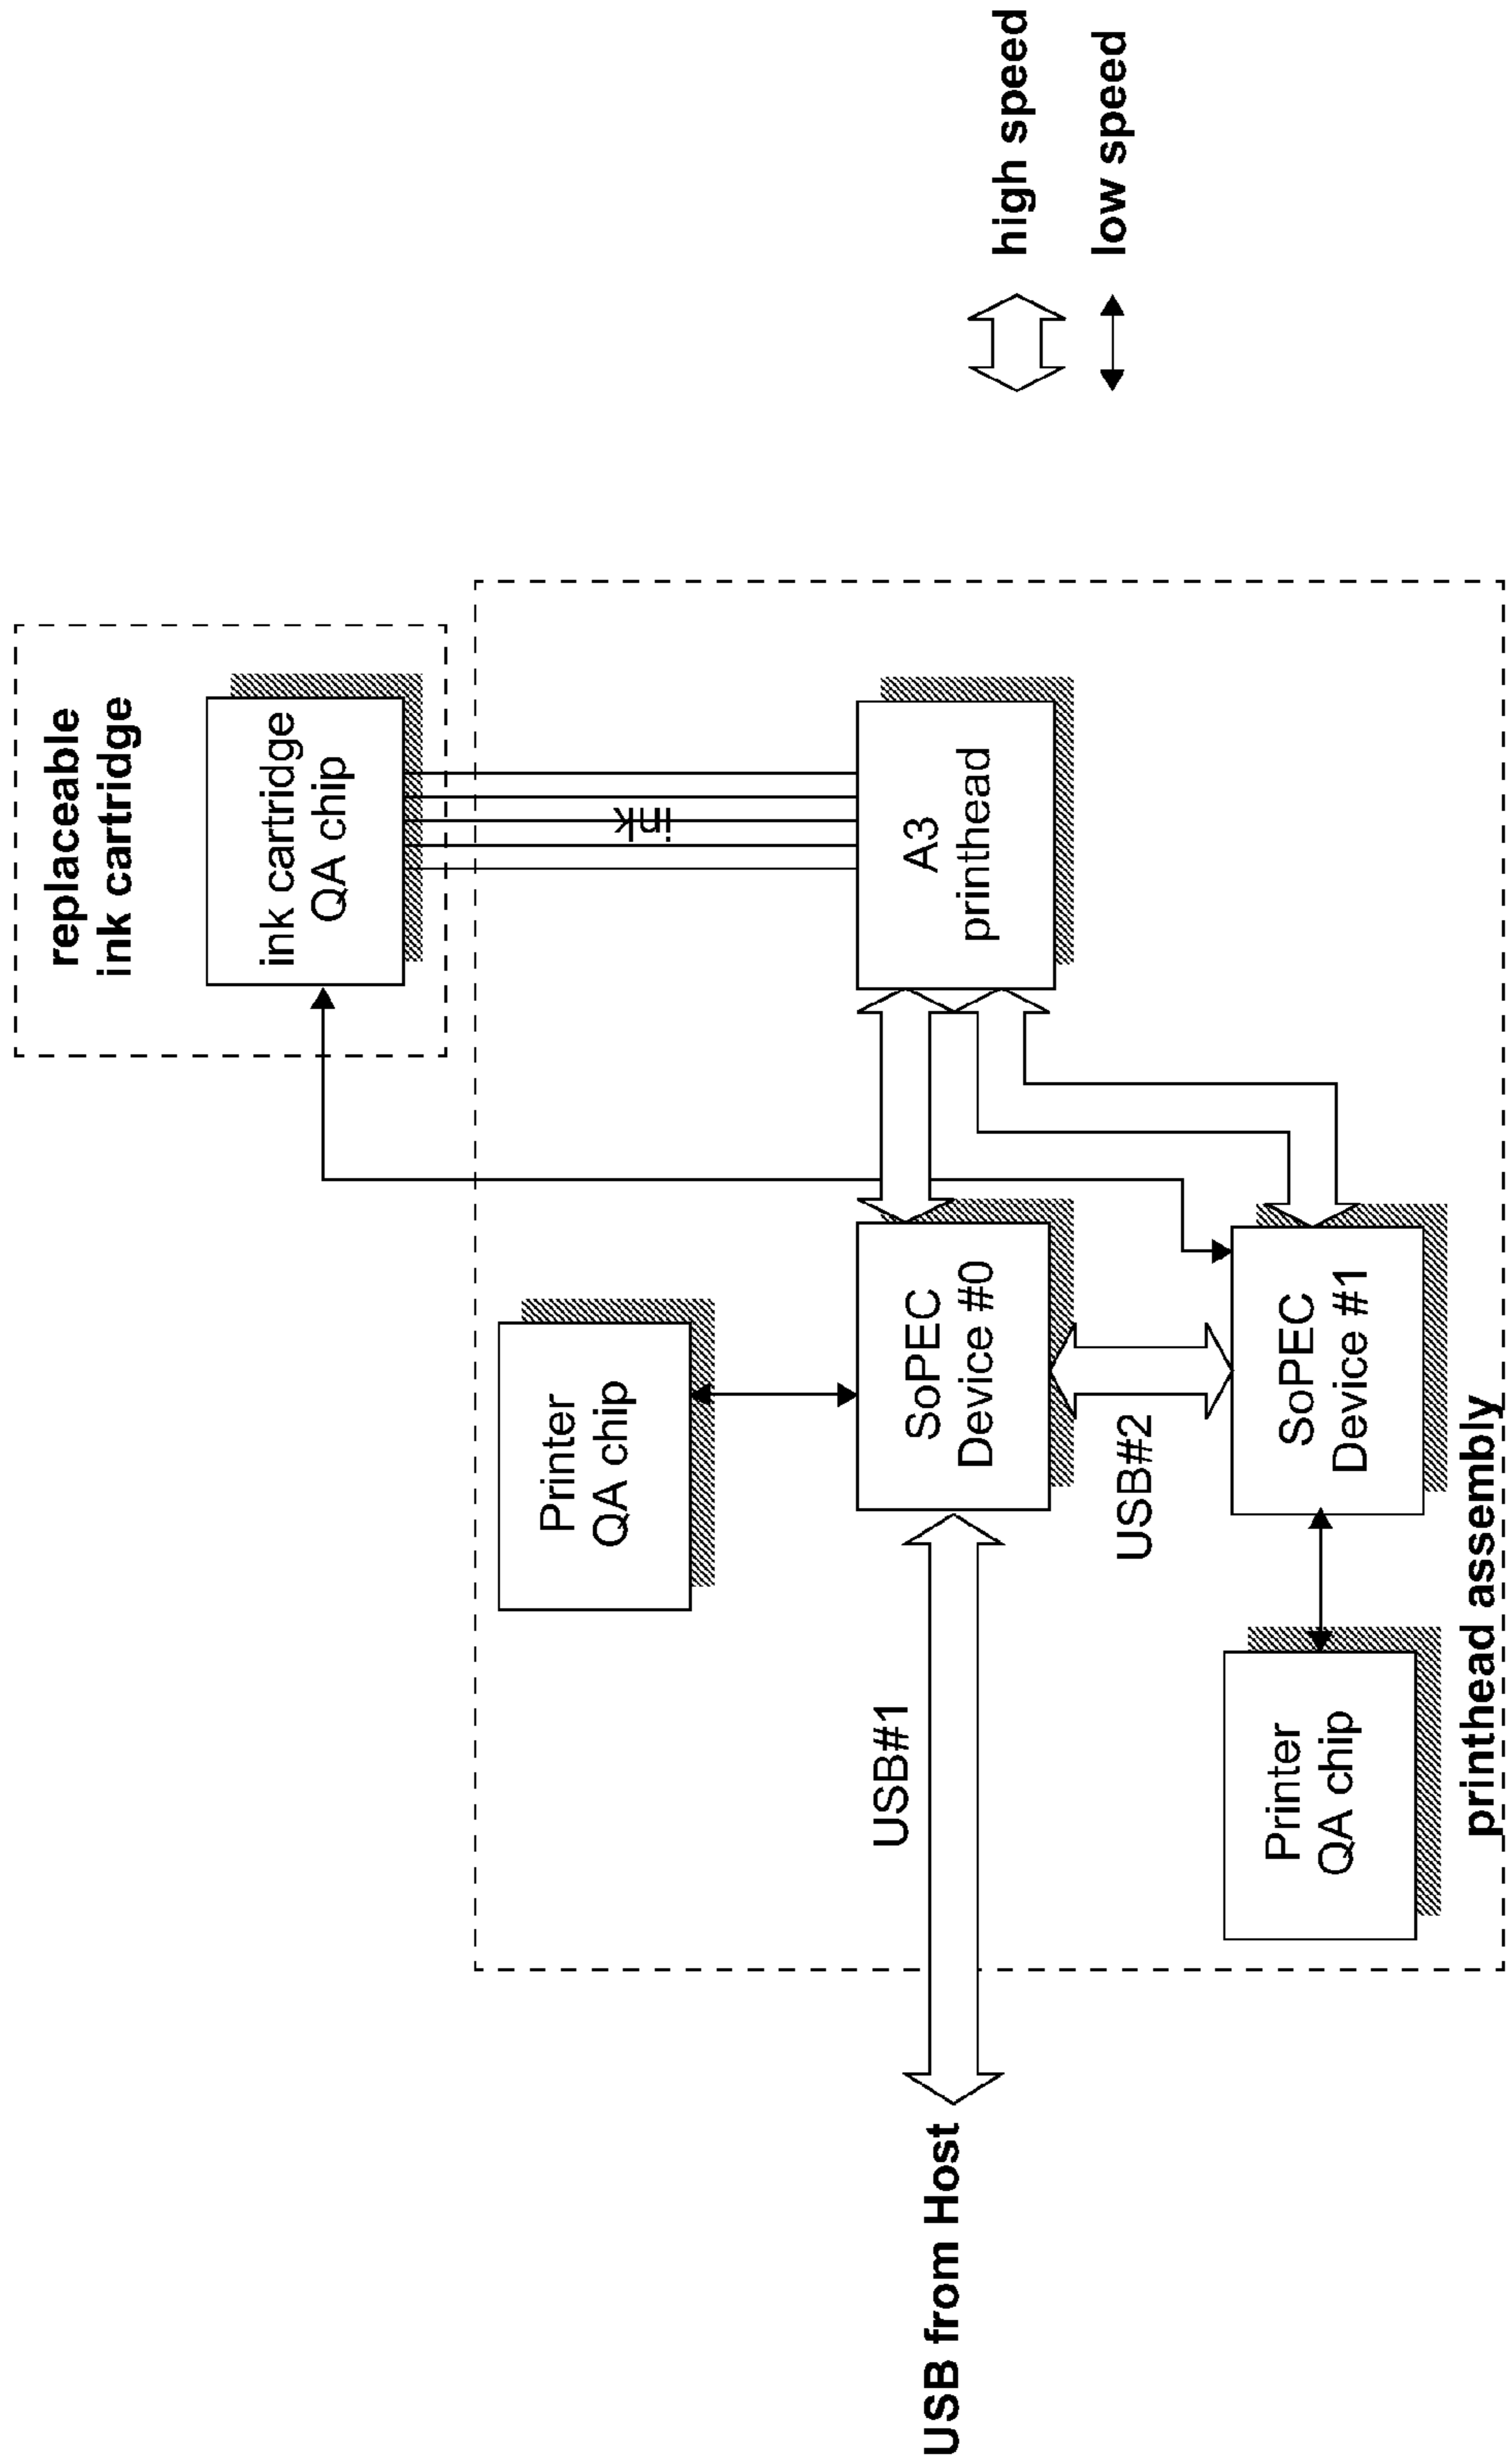 replaceable
ink cartridge
ink cartridge
QA chip
ink
Printer
QA chip
A3
printhead
SoPEC
Device #0
USB#1
USB from Host
USB#2
high speed
low speed
SoPEC
Device #1
Printer
QA chip
printhead assembly